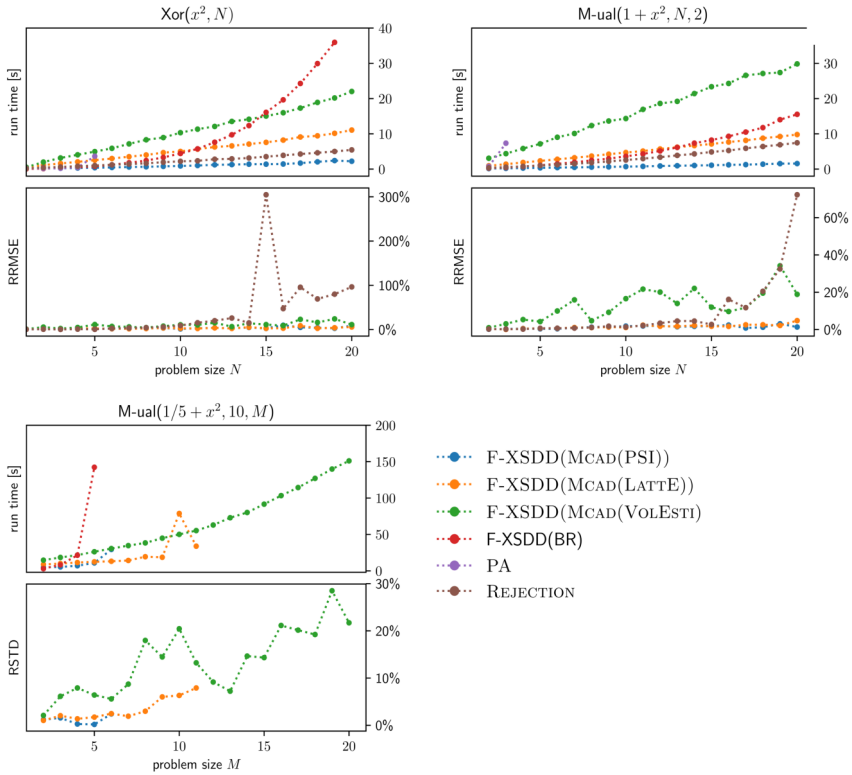 Xor(x², N)
40
30
20
10
0
run time [s]
300%
200%
100%
0%
RRMSE
5 10 15 20
problem size N
M-ual(1 + x², N, 2)
40
30
20
10
0
run time [s]
60%
40%
20%
0%
RRMSE
5 10 15 20
problem size N
M-ual(1/5 + x², 10, M)
200
150
100
50
0
run time [s]
30%
20%
10%
0%
RSTD
5 10 15 20
problem size M
F-XSDD(MCAD(PSI))
F-XSDD(MCAD(LATTE))
F-XSDD(MCAD(VOLESTI)
F-XSDD(BR)
PA
REJECTION